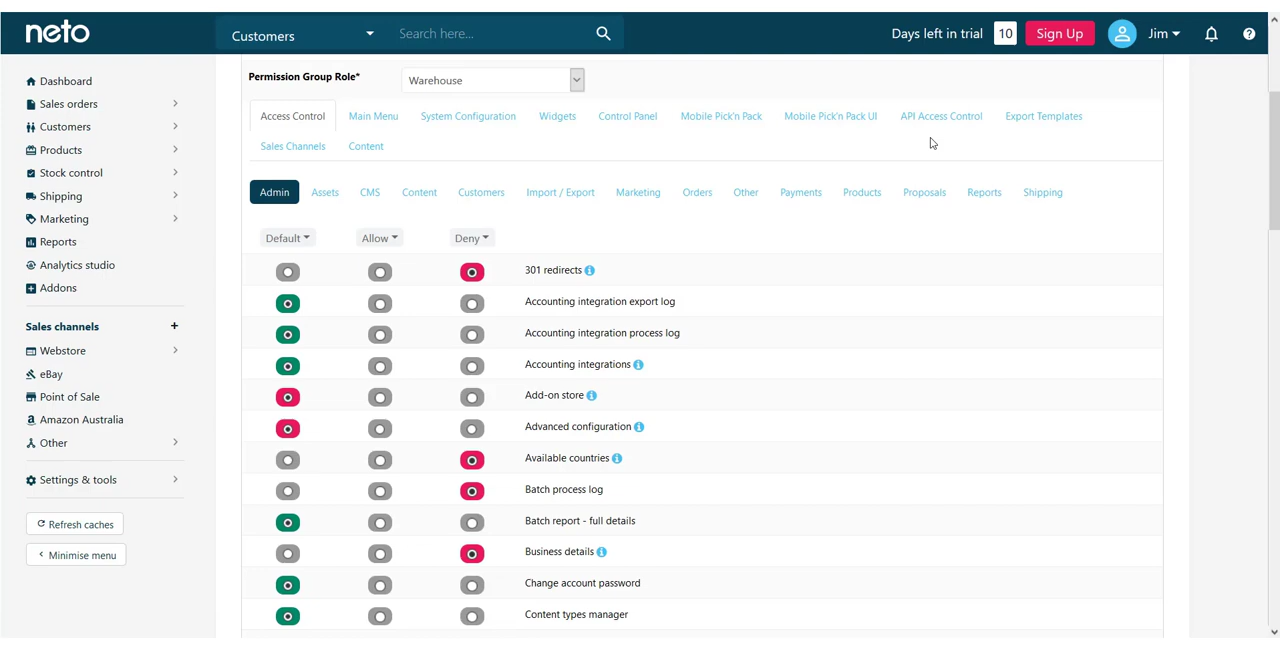 neto
Customers
Search here...
Days left in trial 10 Sign Up Jim
Dashboard
Sales orders
Customers
Products
Stock control
Shipping
Marketing
Reports
Analytics studio
Addons
Sales channels +
Webstore
eBay
Point of Sale
Amazon Australia
Other
Settings & tools
Refresh caches
Minimise menu
Permission Group Role* Warehouse
Access Control Main Menu System Configuration Widgets Control Panel Mobile Pick'n Pack Mobile Pick'n Pack UI API Access Control Export Templates
Sales Channels Content
Admin Assets CMS Content Customers Import / Export Marketing Orders Other Payments Products Proposals Reports Shipping
Default Allow Deny
301 redirects
Accounting integration export log
Accounting integration process log
Accounting integrations
Add-on store
Advanced configuration
Available countries
Batch process log
Batch report - full details
Business details
Change account password
Content types manager